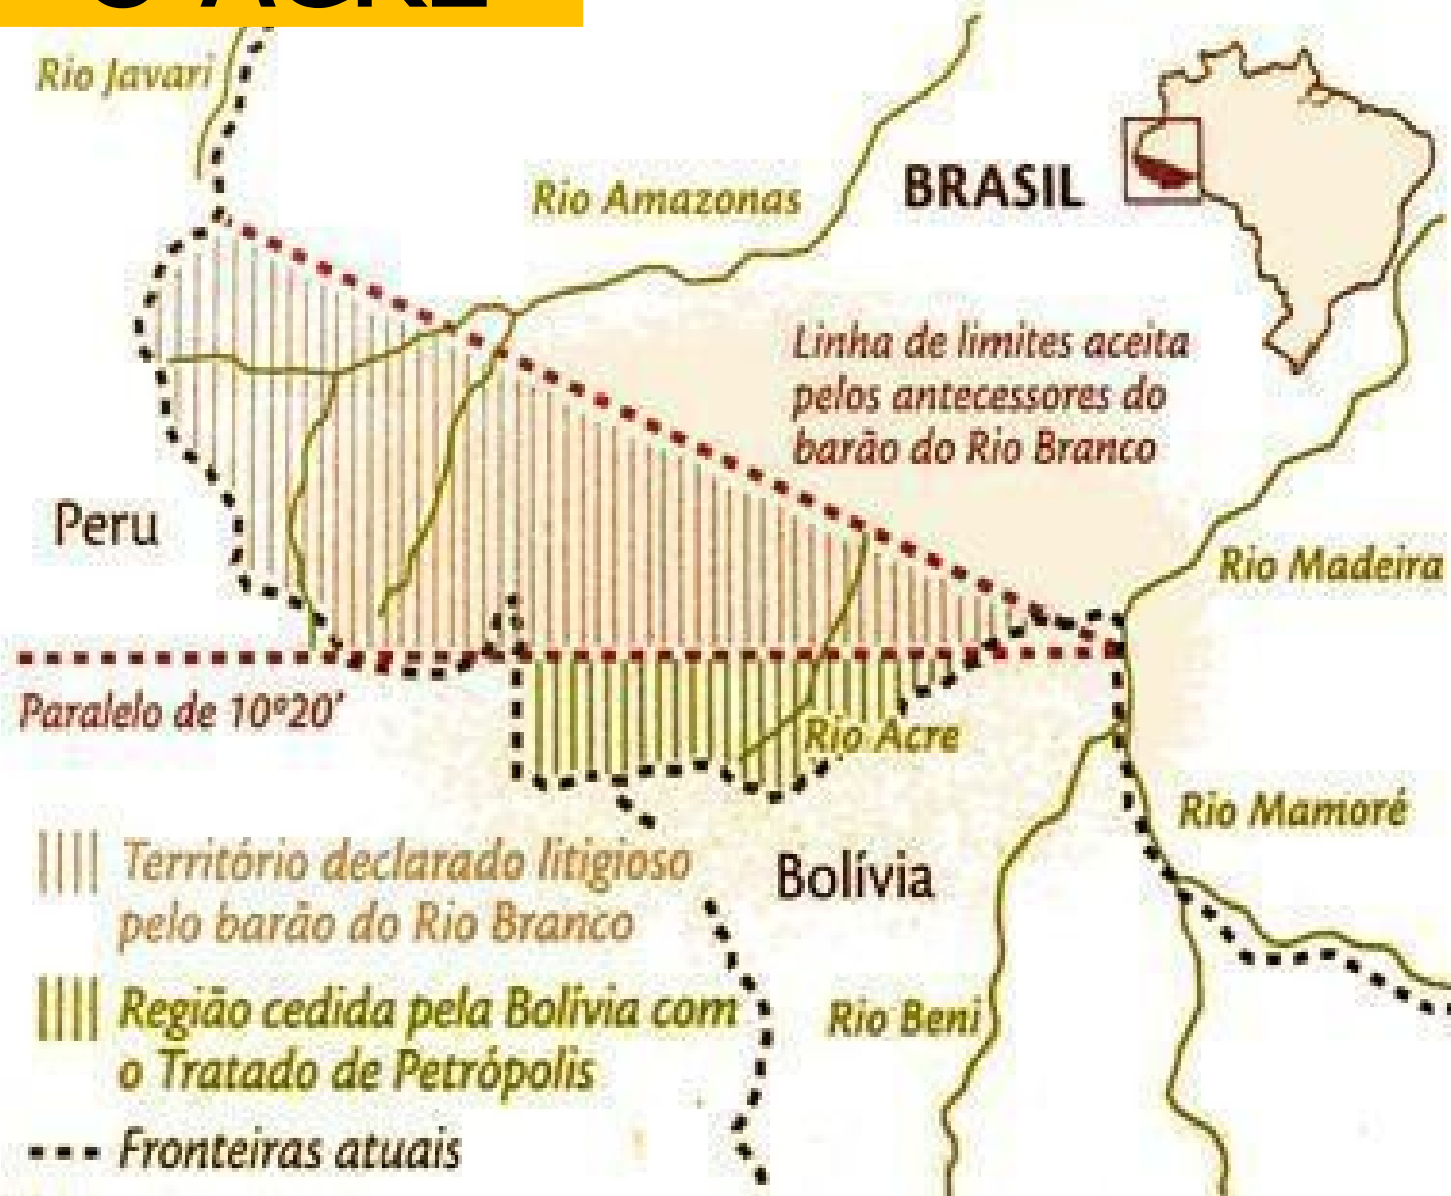 O ACRE
Rio Javari
Rio Amazonas
BRASIL
Linha de limites aceita
pelos antecessores do
barão do Rio Branco
Peru
Rio Madeira
Paralelo de 10º20'
Rio Acre
Rio Mamoré
Território declarado litigioso
pelo barão do Rio Branco
Bolívia
Região cedida pela Bolívia com
o Tratado de Petrópolis
Rio Beni
Fronteiras atuais